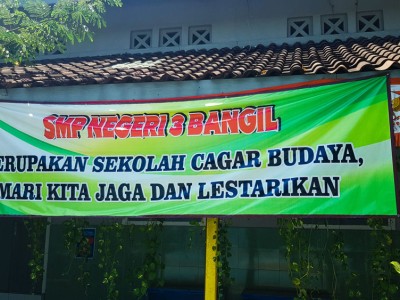 SMP NEGERI 3 BANGIL
ERUPAKAN SEKOLAH CAGAR BUDAYA,
MARI KITA JAGA DAN LESTARIKAN